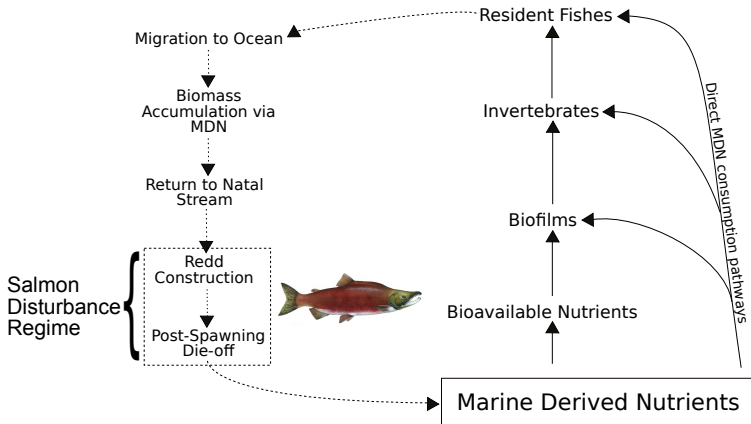 Resident Fishes
Migration to Ocean
Biomass
Accumulation via
MDN
Return to Natal
Stream
Salmon
Disturbance
Regime
Redd
Construction
Post-Spawning
Die-off
Invertebrates
Biofilms
Bioavailable Nutrients
Marine Derived Nutrients
Direct MDN consumption pathways